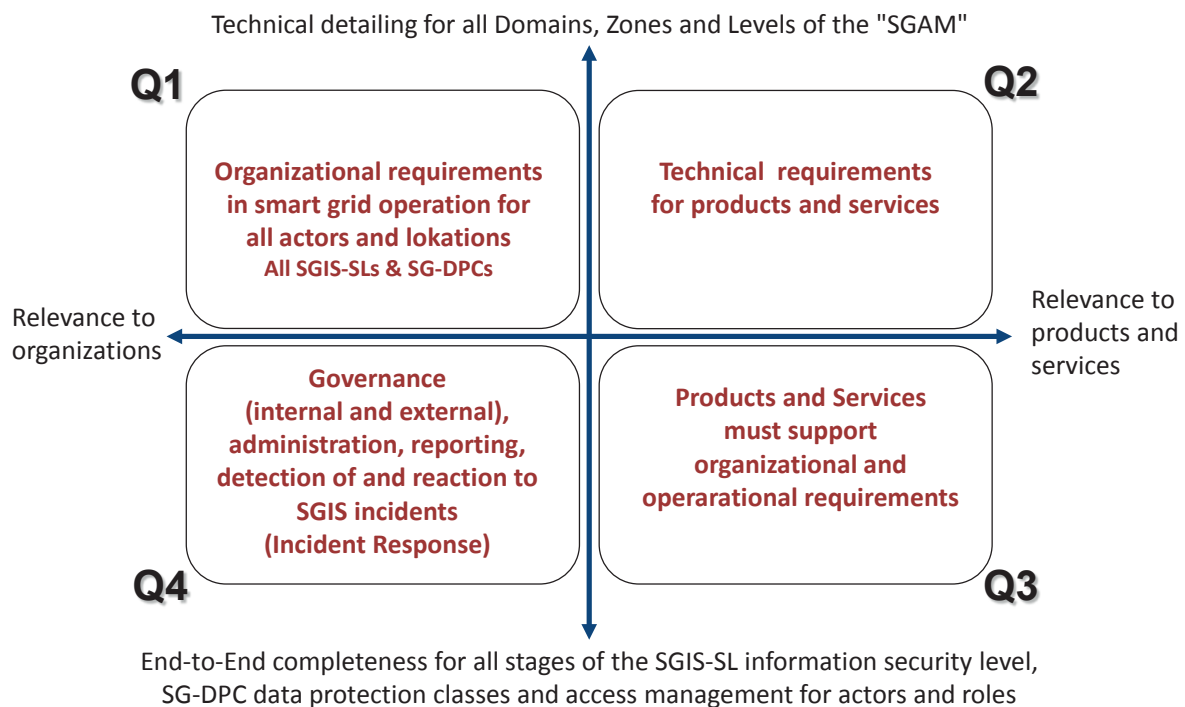 Technical detailing for all Domains, Zones and Levels of the "SGAM"
Q1
Q2
Organizational requirements
in smart grid operation for
all actors and lokations
All SGIS-SLs & SG-DPCs
Technical requirements
for products and services
Relevance to
organizations
Relevance to
products and
services
Governance
(internal and external),
administration, reporting,
detection of and reaction to
SGIS incidents
(Incident Response)
Products and Services
must support
organizational and
operarational requirements
Q4
Q3
End-to-End completeness for all stages of the SGIS-SL information security level,
SG-DPC data protection classes and access management for actors and roles